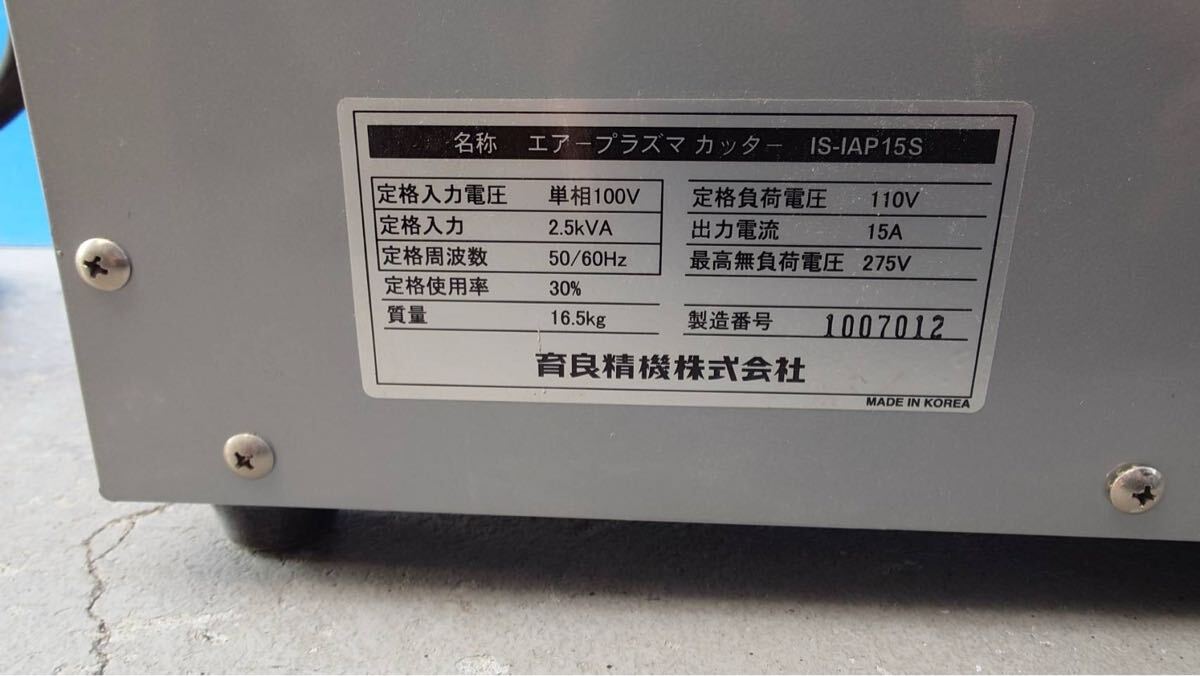 名称 エアープラズマ カッター IS-IAP15S
定格入力電圧 単相100V
定格入力 2.5kVA
定格周波数 50/60Hz
定格使用率 30%
質量 16.5kg
定格負荷電圧 110V
出力電流 15A
最高無負荷電圧 275V
製造番号 1007012
育良精機株式会社
MADE IN KOREA